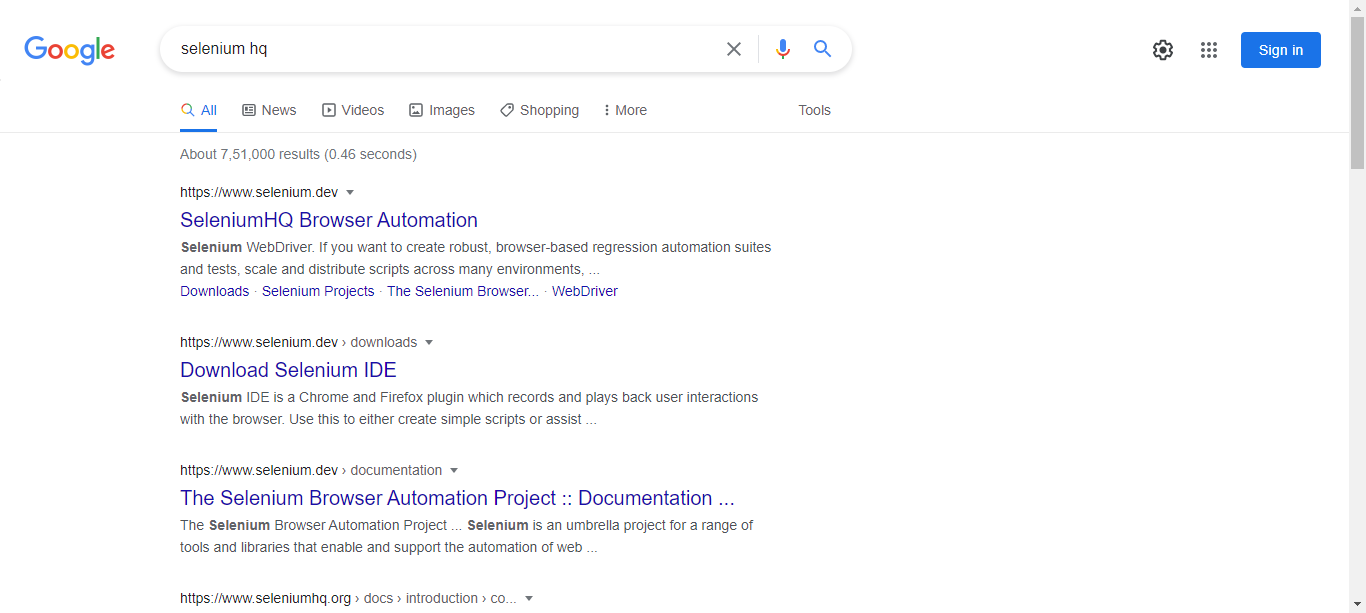 Google
selenium hq
Sign in
All News Videos Images Shopping More Tools
About 7,51,000 results (0.46 seconds)
https://www.selenium.dev
SeleniumHQ Browser Automation
Selenium WebDriver. If you want to create robust, browser-based regression automation suites
and tests, scale and distribute scripts across many environments, ...
Downloads · Selenium Projects · The Selenium Browser... · WebDriver
https://www.selenium.dev › downloads
Download Selenium IDE
Selenium IDE is a Chrome and Firefox plugin which records and plays back user interactions
with the browser. Use this to either create simple scripts or assist ...
https://www.selenium.dev › documentation
The Selenium Browser Automation Project :: Documentation ...
The Selenium Browser Automation Project ... Selenium is an umbrella project for a range of
tools and libraries that enable and support the automation of web ...
https://www.seleniumhq.org › docs › introduction › co...